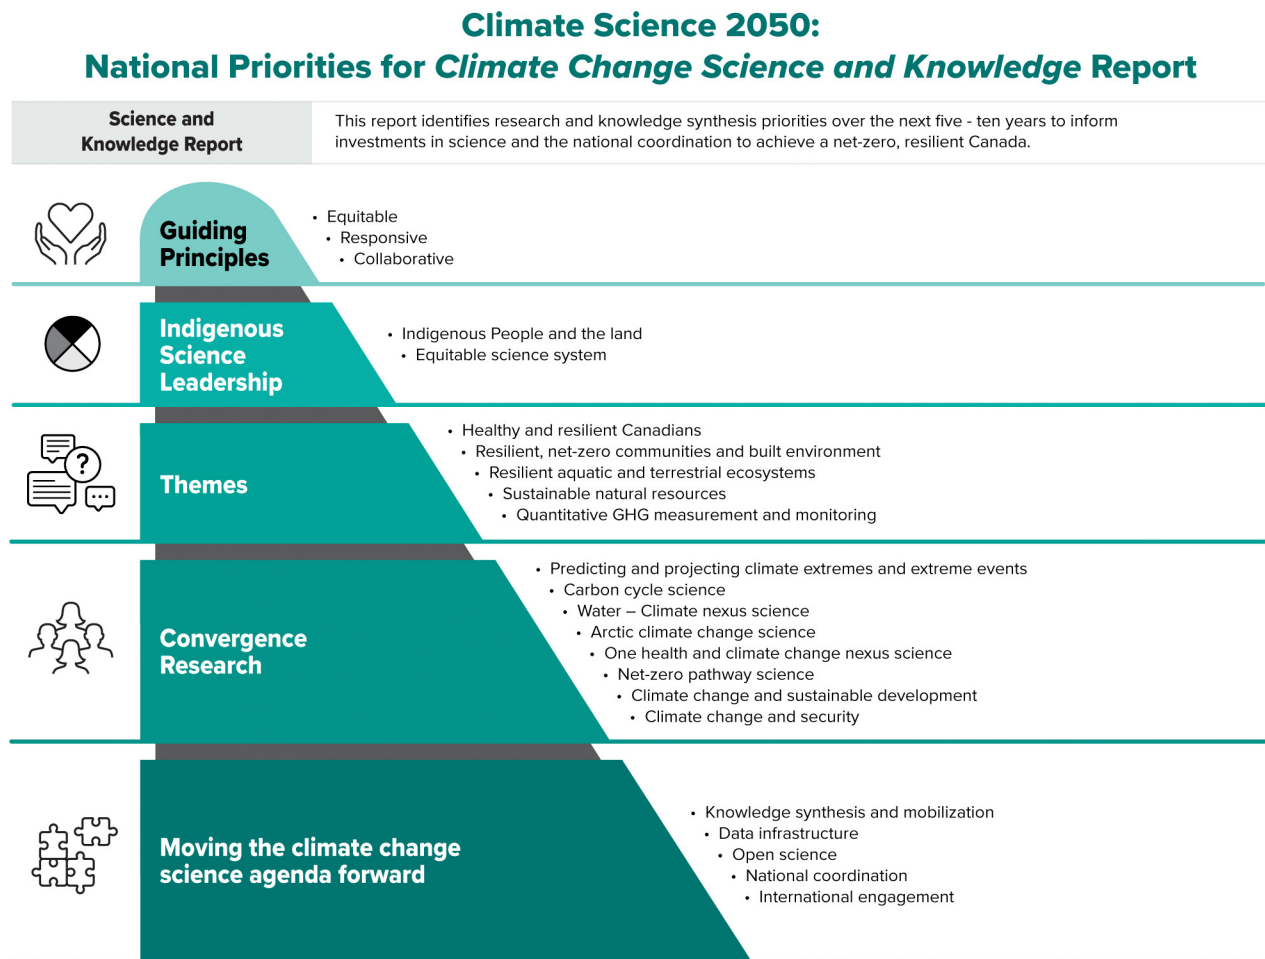 Climate Science 2050:
National Priorities for Climate Change Science and Knowledge Report
Science and
Knowledge Report
This report identifies research and knowledge synthesis priorities over the next five - ten years to inform
investments in science and the national coordination to achieve a net-zero, resilient Canada.
Guiding
Principles
• Equitable
• Responsive
• Collaborative
Indigenous
Science
Leadership
• Indigenous People and the land
• Equitable science system
?
Themes
• Healthy and resilient Canadians
• Resilient, net-zero communities and built environment
• Resilient aquatic and terrestrial ecosystems
• Sustainable natural resources
• Quantitative GHG measurement and monitoring
Convergence
Research
• Predicting and projecting climate extremes and extreme events
• Carbon cycle science
• Water – Climate nexus science
• Arctic climate change science
• One health and climate change nexus science
• Net-zero pathway science
• Climate change and sustainable development
• Climate change and security
Moving the climate change
science agenda forward
• Knowledge synthesis and mobilization
• Data infrastructure
• Open science
• National coordination
• International engagement